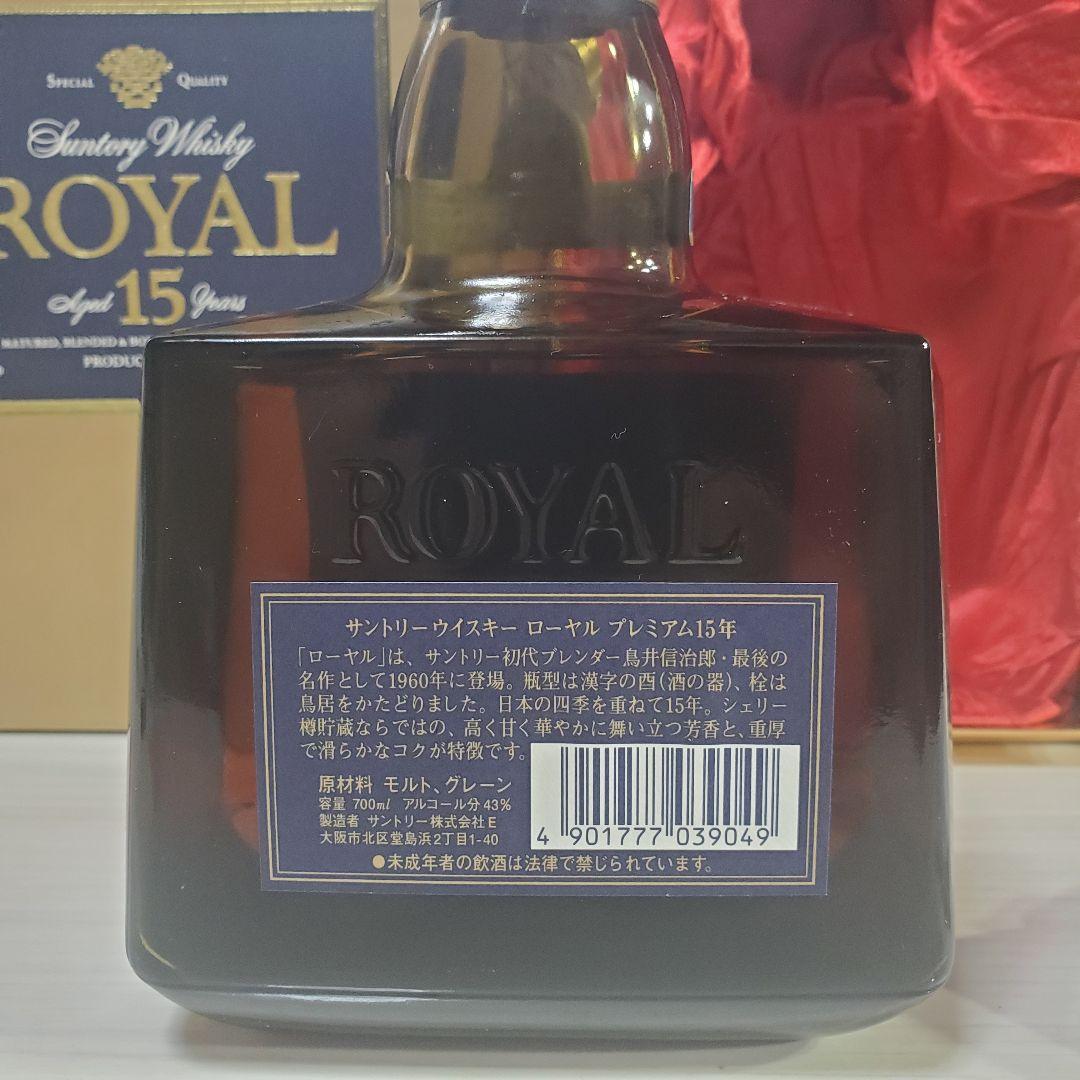 SPECIAL QUALITY
Suntory Whisky
ROYAL
Aged 15 Years
MATURED, BLENDED &
PRODUC
ROYAL
サントリーウイスキー ローヤル プレミアム15年
「ローヤル」は、サントリー初代ブレンダー鳥井信治郎・最後の
名作として1960年に登場。瓶型は漢字の酉(酒の器)、栓は
鳥居をかたどりました。日本の四季を重ねて15年。シェリー
樽貯蔵ならではの、高く甘く華やかに舞い立つ芳香と、重厚
で滑らかなコクが特徴です。
原材料 モルト、グレーン
容量 700ml アルコール分43%
製造者 サントリー株式会社E
大阪市北区堂島浜2丁目1-40
4 901777 039049
●未成年者の飲酒は法律で禁じられています。